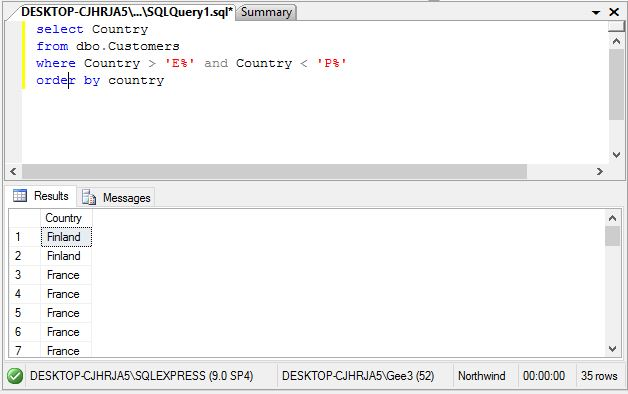 DESKTOP-CJHRJA5\...\SQLQuery1.sql* Summary
select Country
from dbo.Customers
where Country > 'E%' and Country < 'P%'
order by country
Results Messages
Country
1 Finland
2 Finland
3 France
4 France
5 France
6 France
7 France
DESKTOP-CJHRJA5\SQLEXPRESS (9.0 SP4) DESKTOP-CJHRJA5\Gee3 (52) Northwind 00:00:00 35 rows